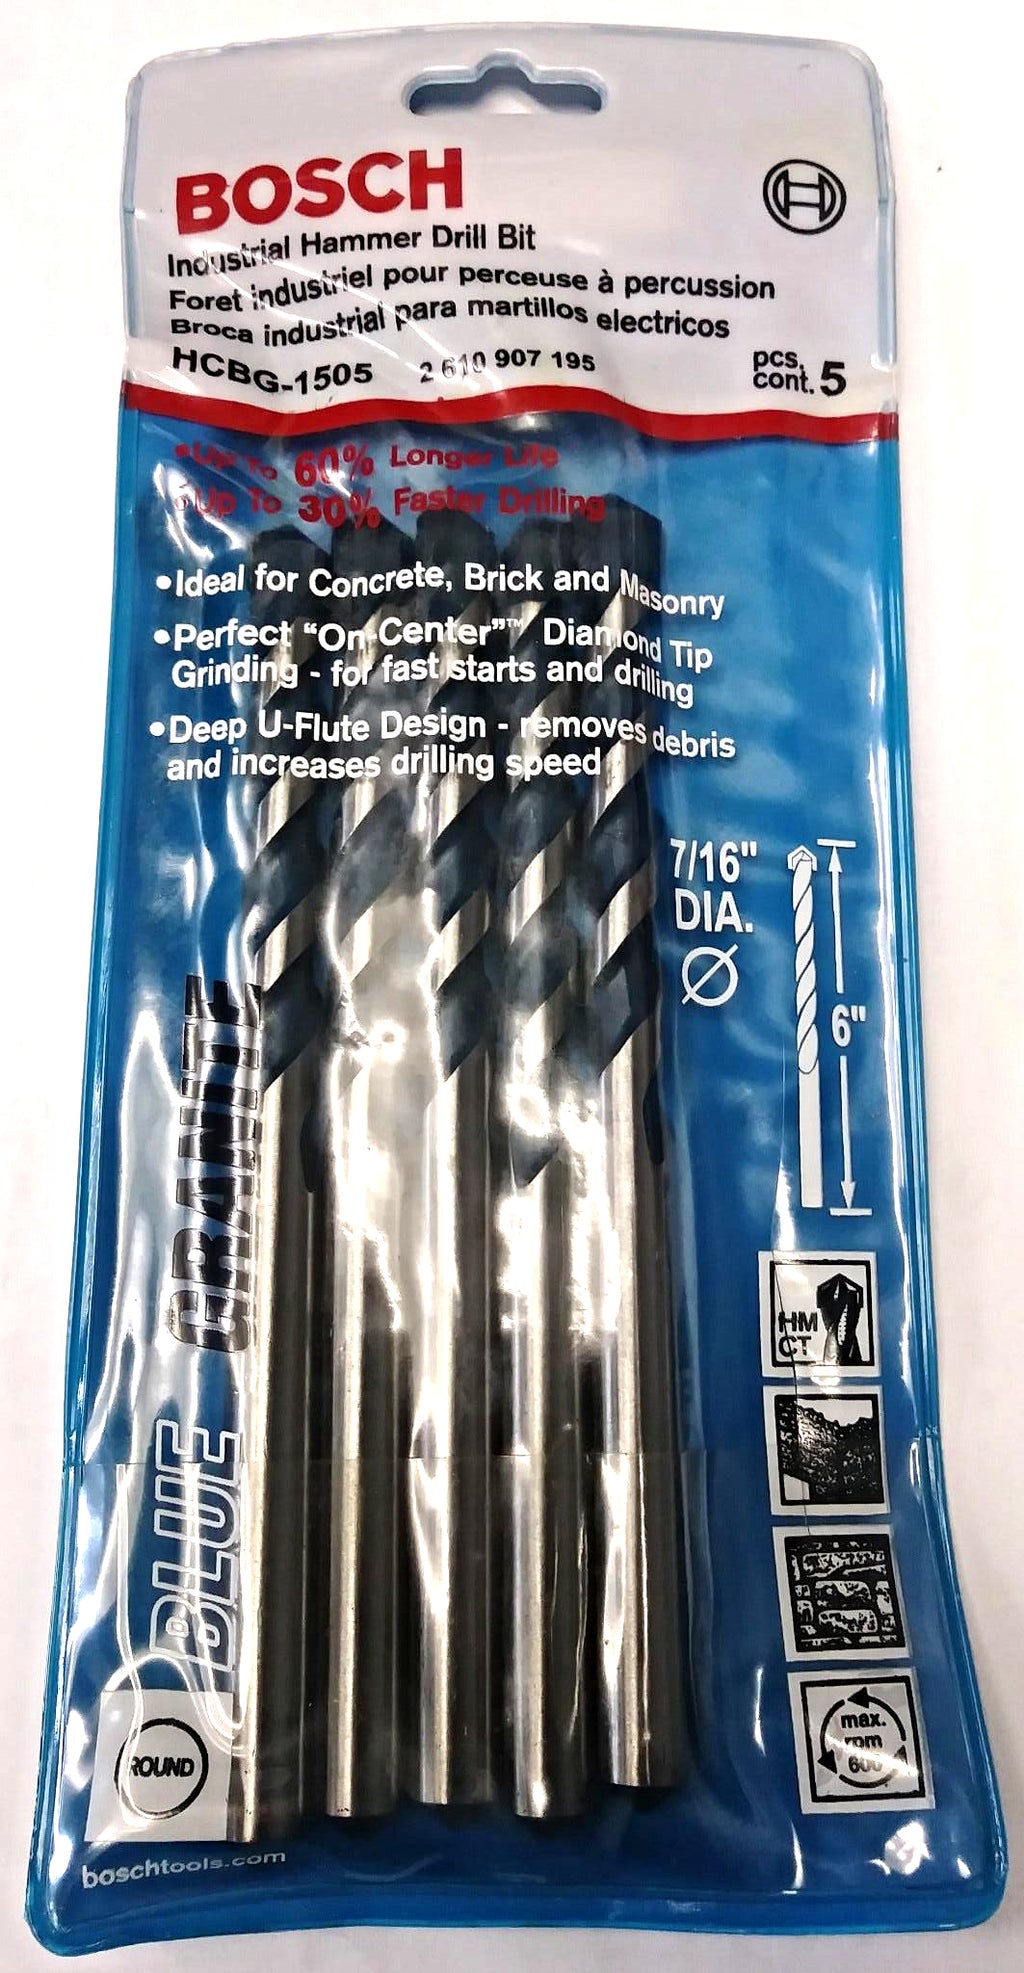 BOSCH
Industrial Hammer Drill Bit
Foret industriel pour perceuse à percussion
Broca industrial para martillos electricos
HCBG-1505 2 610 907 195
pcs.
cont. 5
•Up To 60% Longer Life
•Up To 30% Faster Drilling
•Ideal for Concrete, Brick and Masonry
•Perfect “On-Center”™ Diamond Tip
Grinding - for fast starts and drilling
•Deep U-Flute Design - removes debris
and increases drilling speed
7/16"
DIA.
6"
BLUE GRANITE
HM
CT
max.
rpm
600
ROUND
boschtools.com